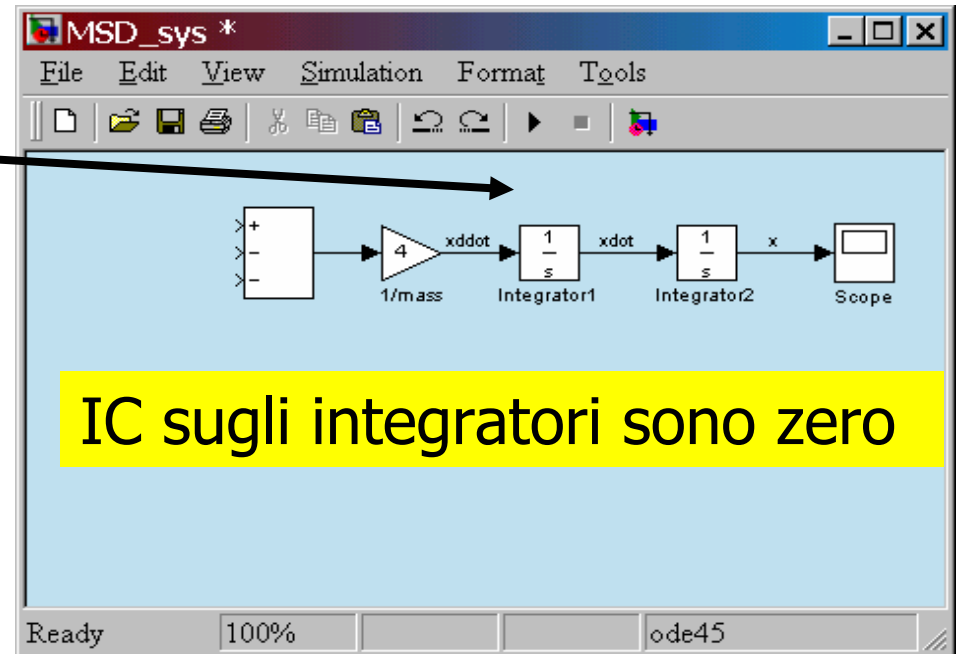 MSD_sys *
File Edit View Simulation Format Tools
+
-
-
4
1/mass
xddot
1
s
Integrator1
xdot
1
s
Integrator2
x
Scope
IC sugli integratori sono zero
Ready 100% ode45